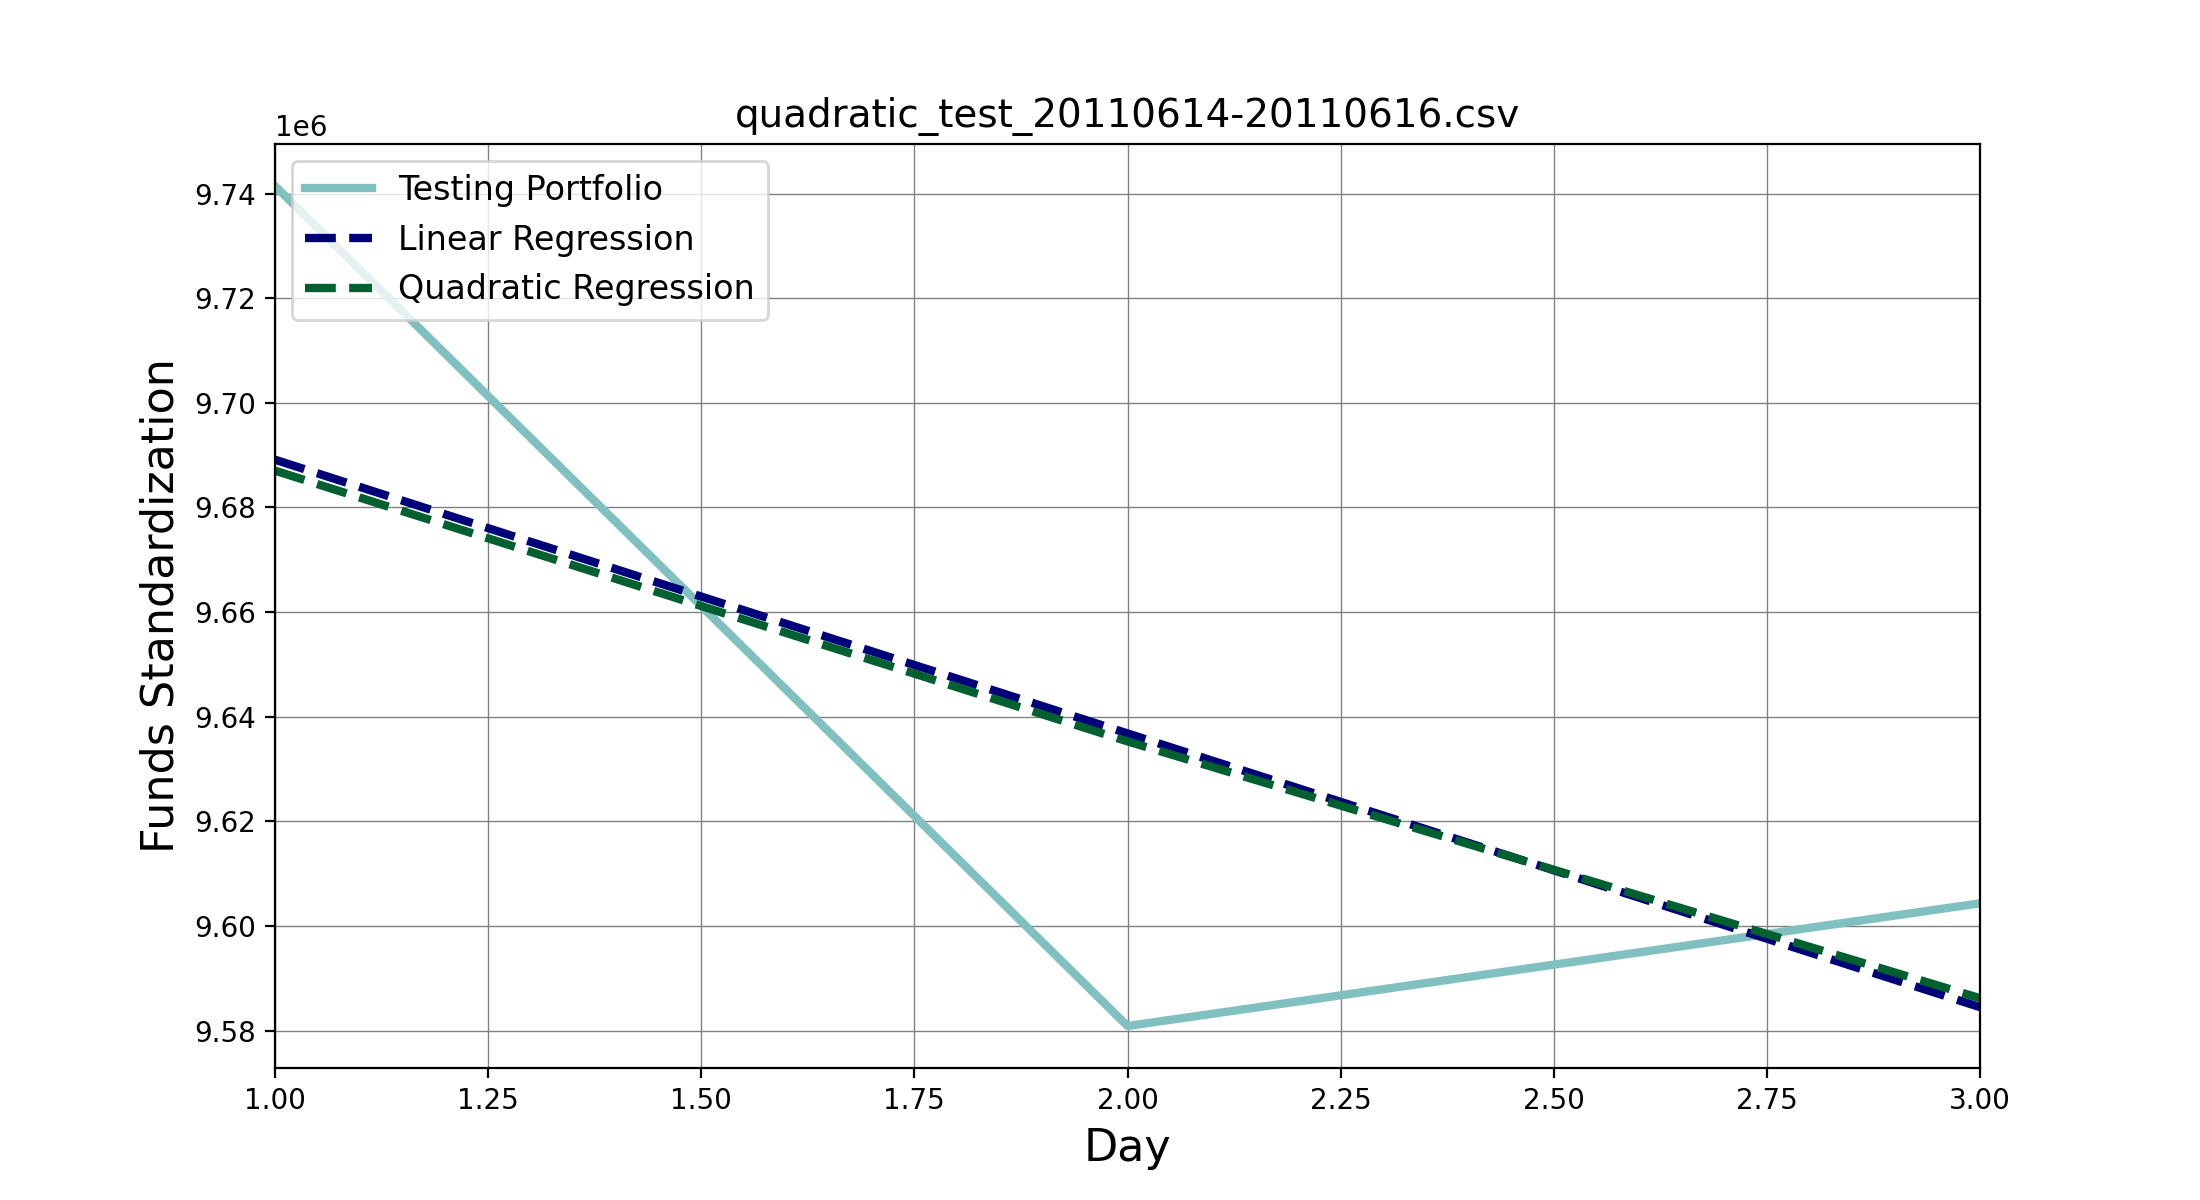 quadratic_test_20110614-20110616.csv
1e6
Testing Portfolio
Linear Regression
Quadratic Regression
Funds Standardization
9.74
9.72
9.70
9.68
9.66
9.64
9.62
9.60
9.58
1.00 1.25 1.50 1.75 2.00 2.25 2.50 2.75 3.00
Day